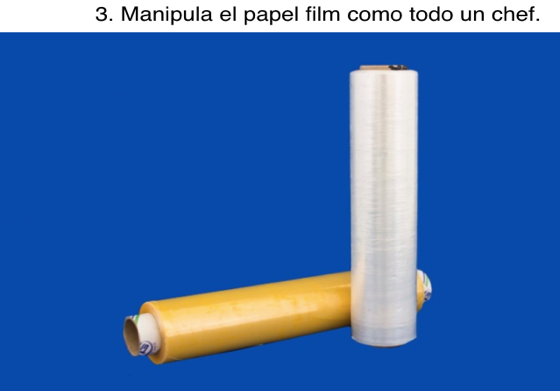 3. Manipula el papel film como todo un chef.